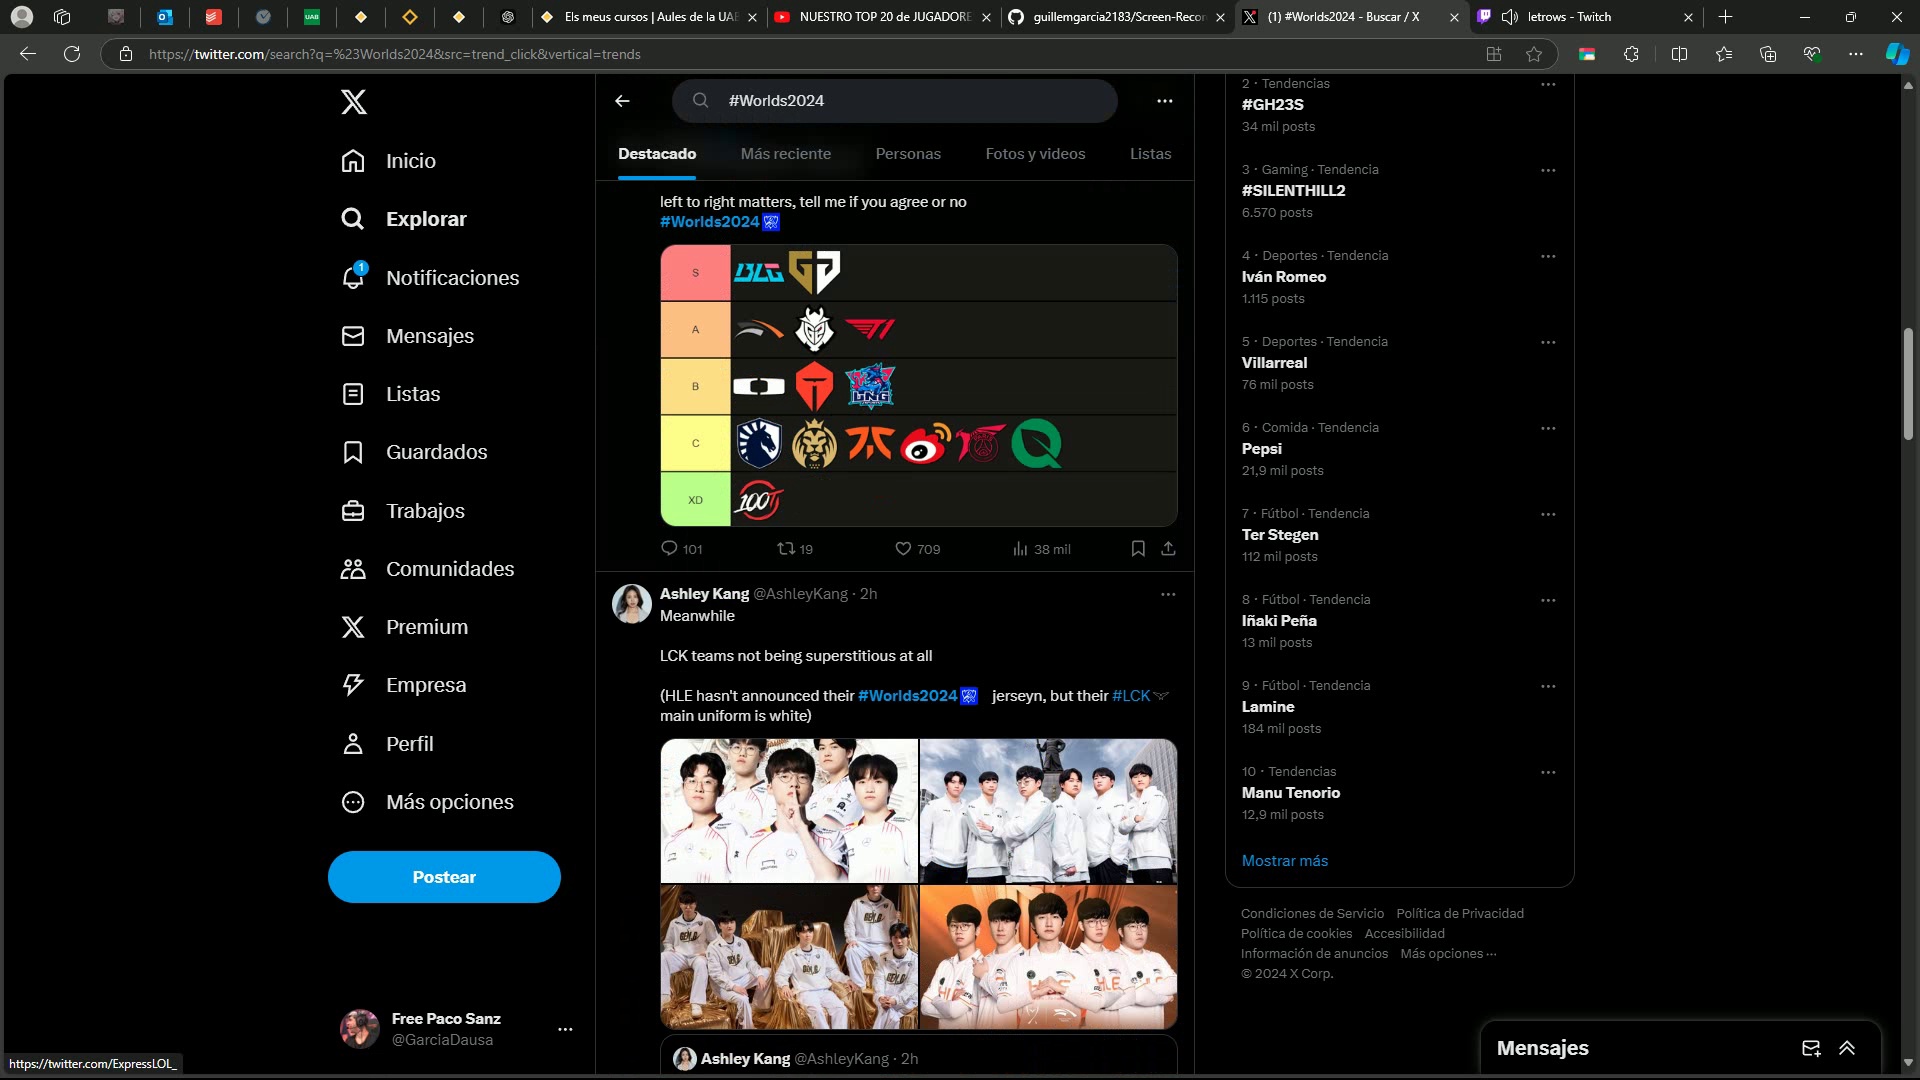 Els meus cursos | Aules de la UAB
NUESTRO TOP 20 de JUGADORE
guillemgarcia2183/Screen-Recor
(1) #Worlds2024 - Buscar / X
letrows - Twitch
https://twitter.com/search?q=%23Worlds2024&src=trend_click&vertical=trends
Inicio
Explorar
1
Notificaciones
Mensajes
Listas
Guardados
Trabajos
Comunidades
Premium
Empresa
Perfil
Más opciones
Postear
Free Paco Sanz
@GarciaDausa
https://twitter.com/ExpressLOL_
#Worlds2024
Destacado
Más reciente
Personas
Fotos y videos
Listas
left to right matters, tell me if you agree or no
#Worlds2024
S
BLG
A
T1
B
LNG
C
XD
100T
101
19
709
38 mil
Ashley Kang @AshleyKang · 2h
Meanwhile
LCK teams not being superstitious at all
(HLE hasn't announced their #Worlds2024 jerseyn, but their #LCK
main uniform is white)
GEN.G
GEN.G
GEN.G
HLE
HLE
Ashley Kang @AshleyKang · 2h
2 · Tendencias
#GH23S
34 mil posts
3 · Gaming · Tendencia
#SILENTHILL2
6.570 posts
4 · Deportes · Tendencia
Iván Romeo
1.115 posts
5 · Deportes · Tendencia
Villarreal
76 mil posts
6 · Comida · Tendencia
Pepsi
21,9 mil posts
7 · Fútbol · Tendencia
Ter Stegen
112 mil posts
8 · Fútbol · Tendencia
Iñaki Peña
13 mil posts
9 · Fútbol · Tendencia
Lamine
184 mil posts
10 · Tendencias
Manu Tenorio
12,9 mil posts
Mostrar más
Condiciones de Servicio Política de Privacidad
Política de cookies Accesibilidad
Información de anuncios Más opciones ···
© 2024 X Corp.
Mensajes